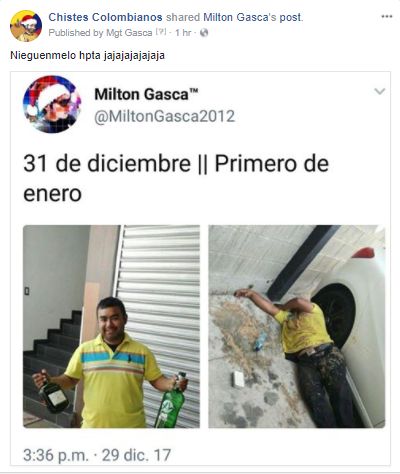 Chistes Colombianos shared Milton Gasca's post.
Published by Mgt Gasca [?] · 1 hr ·
Nieguenmelo hpta jajajajajajaja
Milton Gasca™
@MiltonGasca2012
31 de diciembre || Primero de
enero
3:36 p.m. · 29 dic. 17